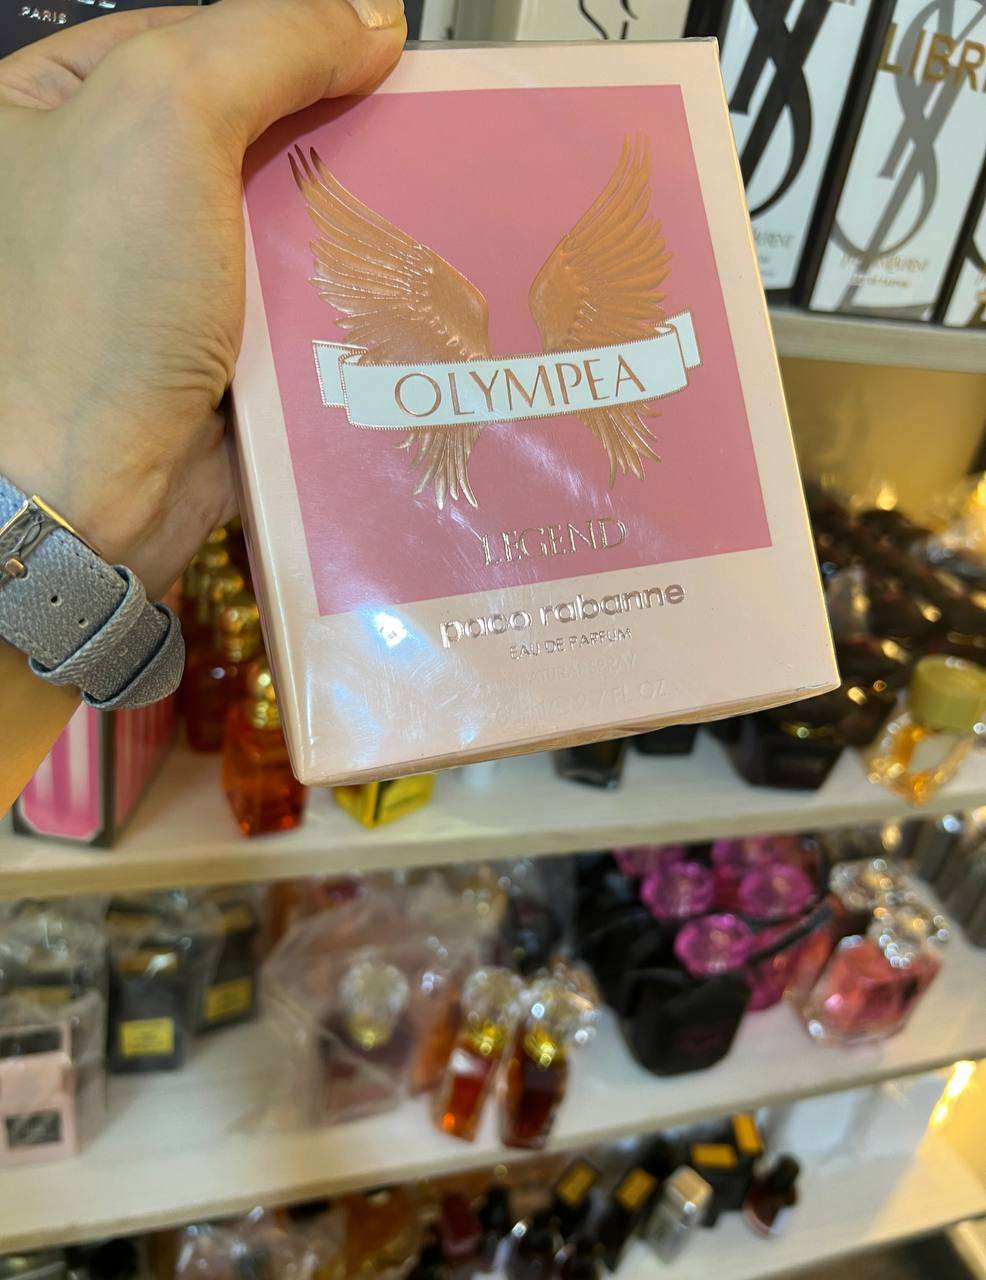 PARIS
LIBR
OLYMPEA
LEGEND
paco rabanne
EAU DE PARFUM